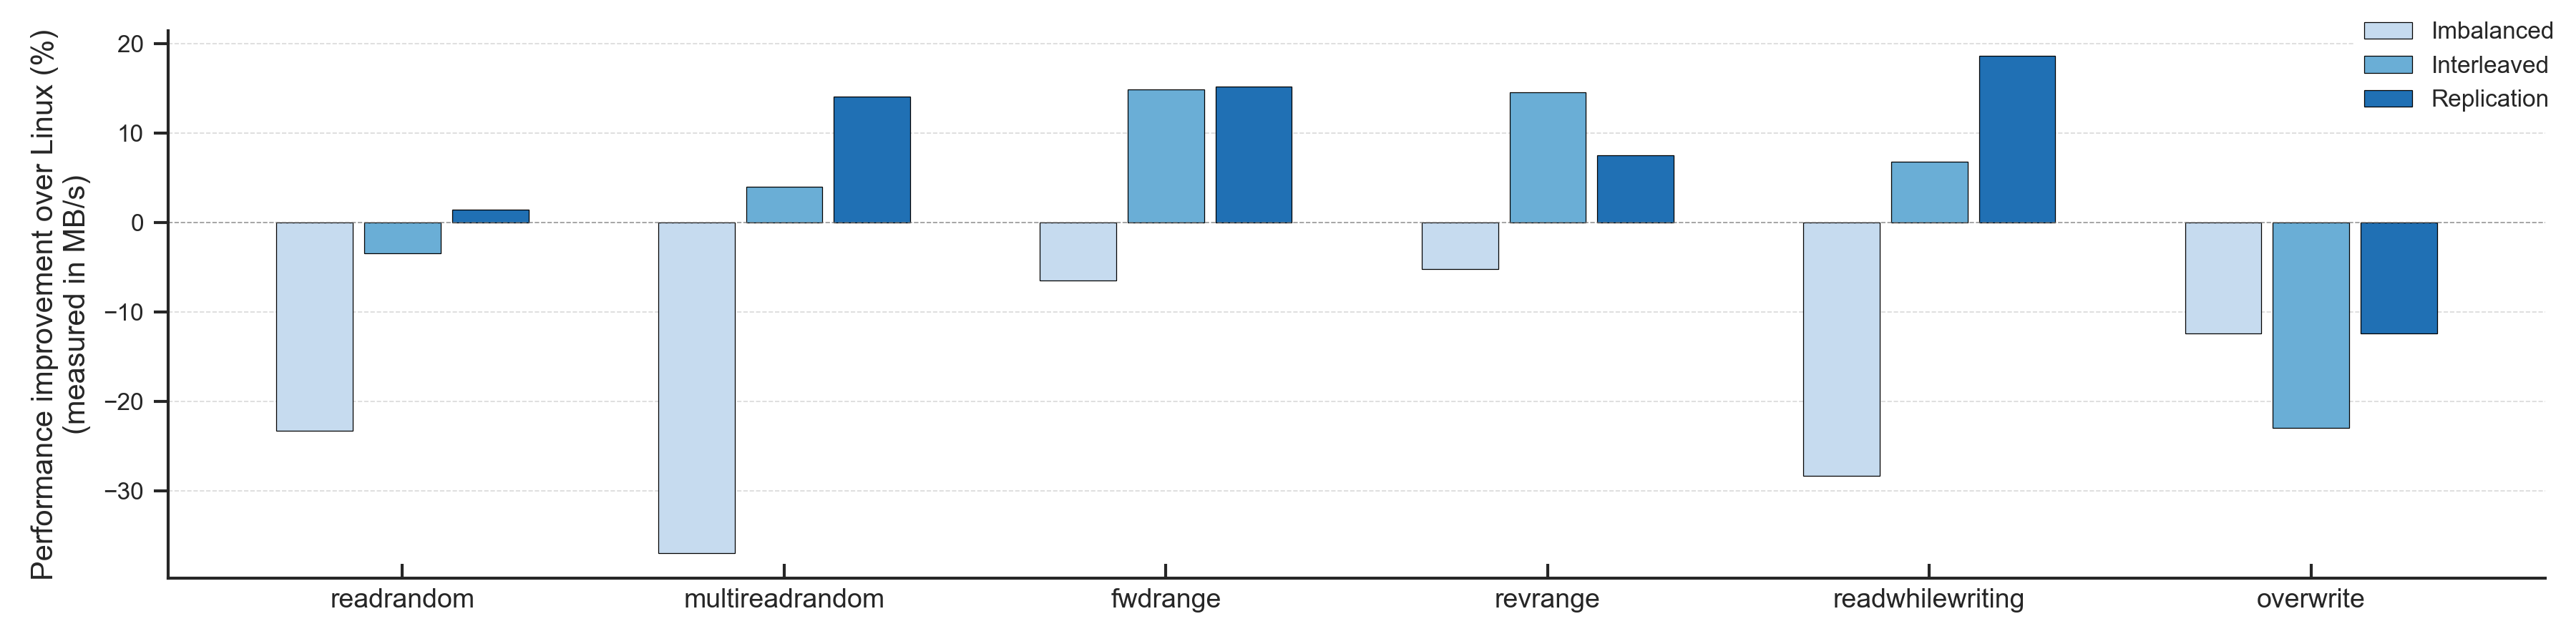 Performance improvement over Linux (%)
(measured in MB/s)
20
10
0
−10
−20
−30
readrandom
multireadrandom
fwdrange
revrange
readwhilewriting
overwrite
Imbalanced
Interleaved
Replication